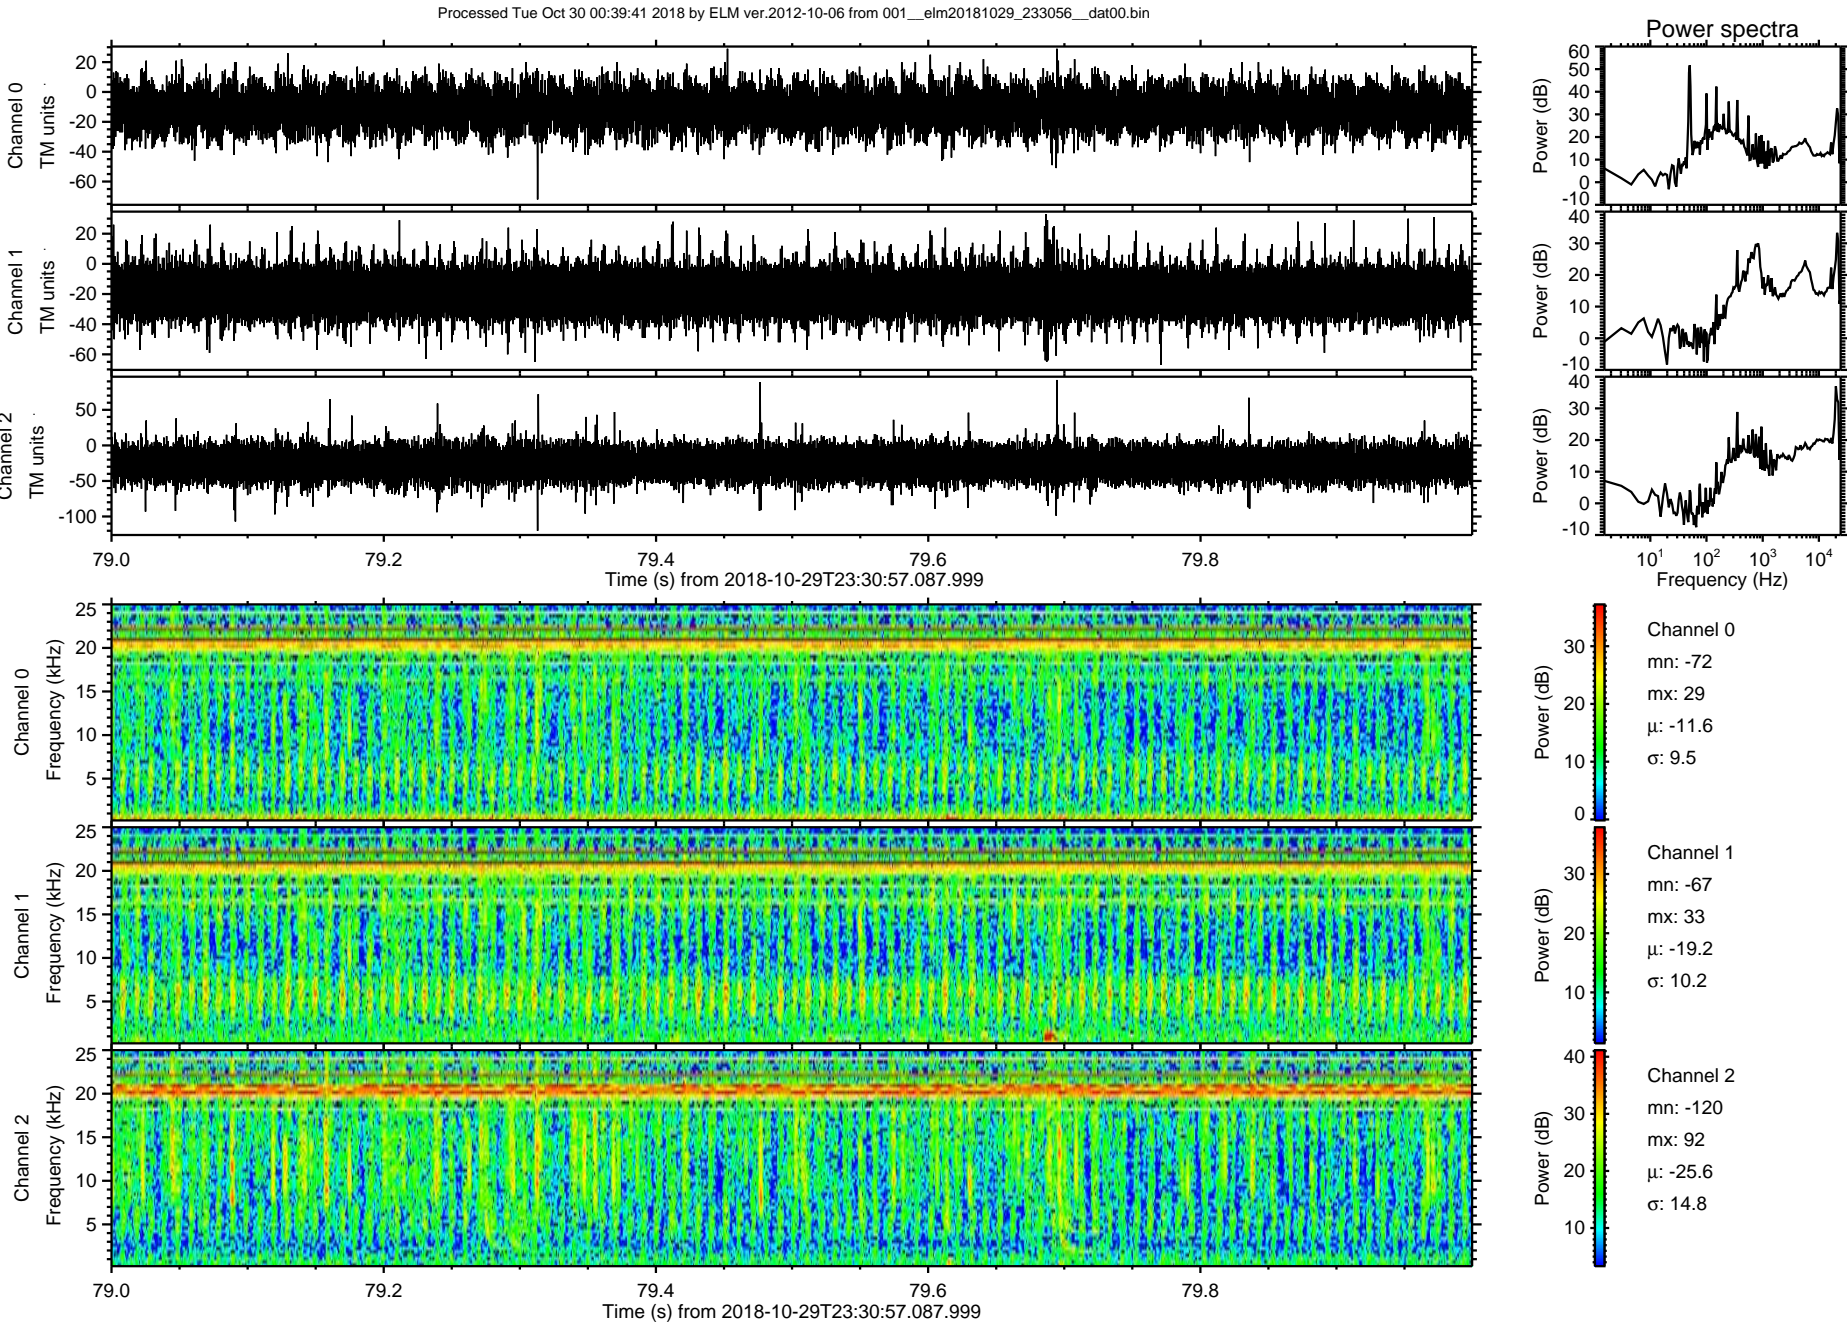 Processed Tue Oct 30 00:39:41 2018 by ELM ver.2012-10-06 from 001__elm20181029_233056__dat00.bin
Power spectra
Channel 0
TM units
20
0
-20
-40
-60
Power (dB)
60
50
40
30
20
10
0
-10
Channel 1
TM units
20
0
-20
-40
-60
Power (dB)
40
30
20
10
0
-10
Channel 2
TM units
50
0
-50
-100
Power (dB)
40
30
20
10
0
-10
79.0 79.2 79.4 79.6 79.8
Time (s) from 2018-10-29T23:30:57.087.999
10¹ 10² 10³ 10⁴
Frequency (Hz)
Channel 0
Frequency (kHz)
25
20
15
10
5
Power (dB)
30
20
10
0
Channel 0
mn: -72
mx: 29
µ: -11.6
σ: 9.5
Channel 1
Frequency (kHz)
25
20
15
10
5
Power (dB)
30
20
10
Channel 1
mn: -67
mx: 33
µ: -19.2
σ: 10.2
Channel 2
Frequency (kHz)
25
20
15
10
5
Power (dB)
40
30
20
10
Channel 2
mn: -120
mx: 92
µ: -25.6
σ: 14.8
79.0 79.2 79.4 79.6 79.8
Time (s) from 2018-10-29T23:30:57.087.999